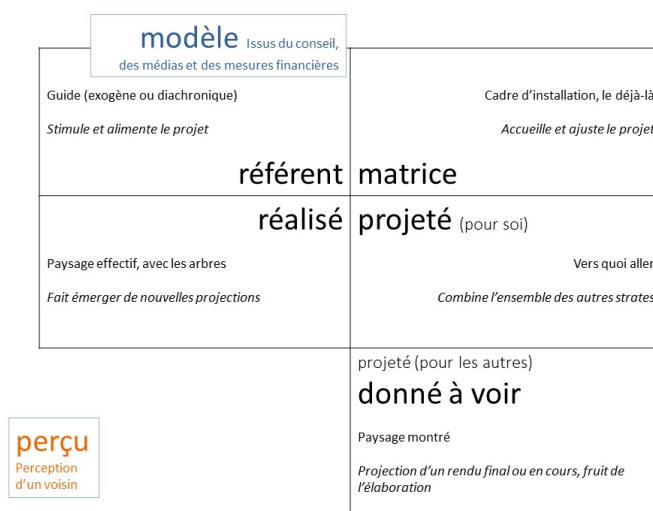 modèle Issus du conseil,
des médias et des mesures financières
Guide (exogène ou diachronique)
Stimule et alimente le projet
référent
Cadre d'installation, le déjà-là
Accueille et ajuste le projet
matrice
réalisé
Paysage effectif, avec les arbres
Fait émerger de nouvelles projections
projeté (pour soi)
Vers quoi aller
Combine l'ensemble des autres strates
projeté (pour les autres)
donné à voir
Paysage montré
Projection d'un rendu final ou en cours, fruit de
l'élaboration
perçu
Perception
d'un voisin